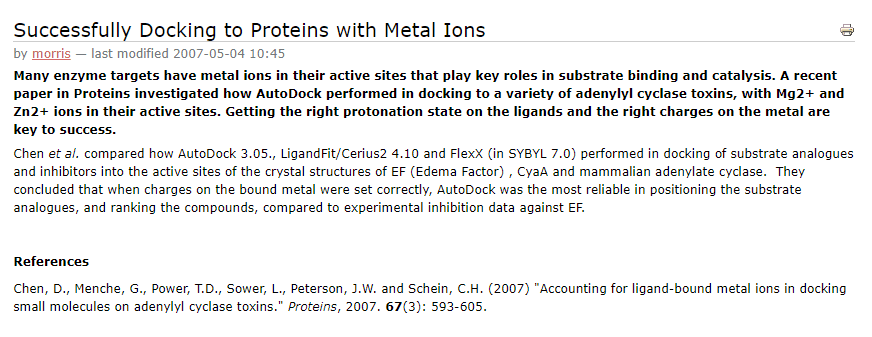 Successfully Docking to Proteins with Metal Ions
by morris — last modified 2007-05-04 10:45
Many enzyme targets have metal ions in their active sites that play key roles in substrate binding and catalysis. A recent
paper in Proteins investigated how AutoDock performed in docking to a variety of adenylyl cyclase toxins, with Mg2+ and
Zn2+ ions in their active sites. Getting the right protonation state on the ligands and the right charges on the metal are
key to success.
Chen et al. compared how AutoDock 3.05., LigandFit/Cerius2 4.10 and FlexX (in SYBYL 7.0) performed in docking of substrate analogues
and inhibitors into the active sites of the crystal structures of EF (Edema Factor) , CyaA and mammalian adenylate cyclase.  They
concluded that when charges on the bound metal were set correctly, AutoDock was the most reliable in positioning the substrate
analogues, and ranking the compounds, compared to experimental inhibition data against EF.
References
Chen, D., Menche, G., Power, T.D., Sower, L., Peterson, J.W. and Schein, C.H. (2007) "Accounting for ligand-bound metal ions in docking
small molecules on adenylyl cyclase toxins." Proteins, 2007. 67(3): 593-605.